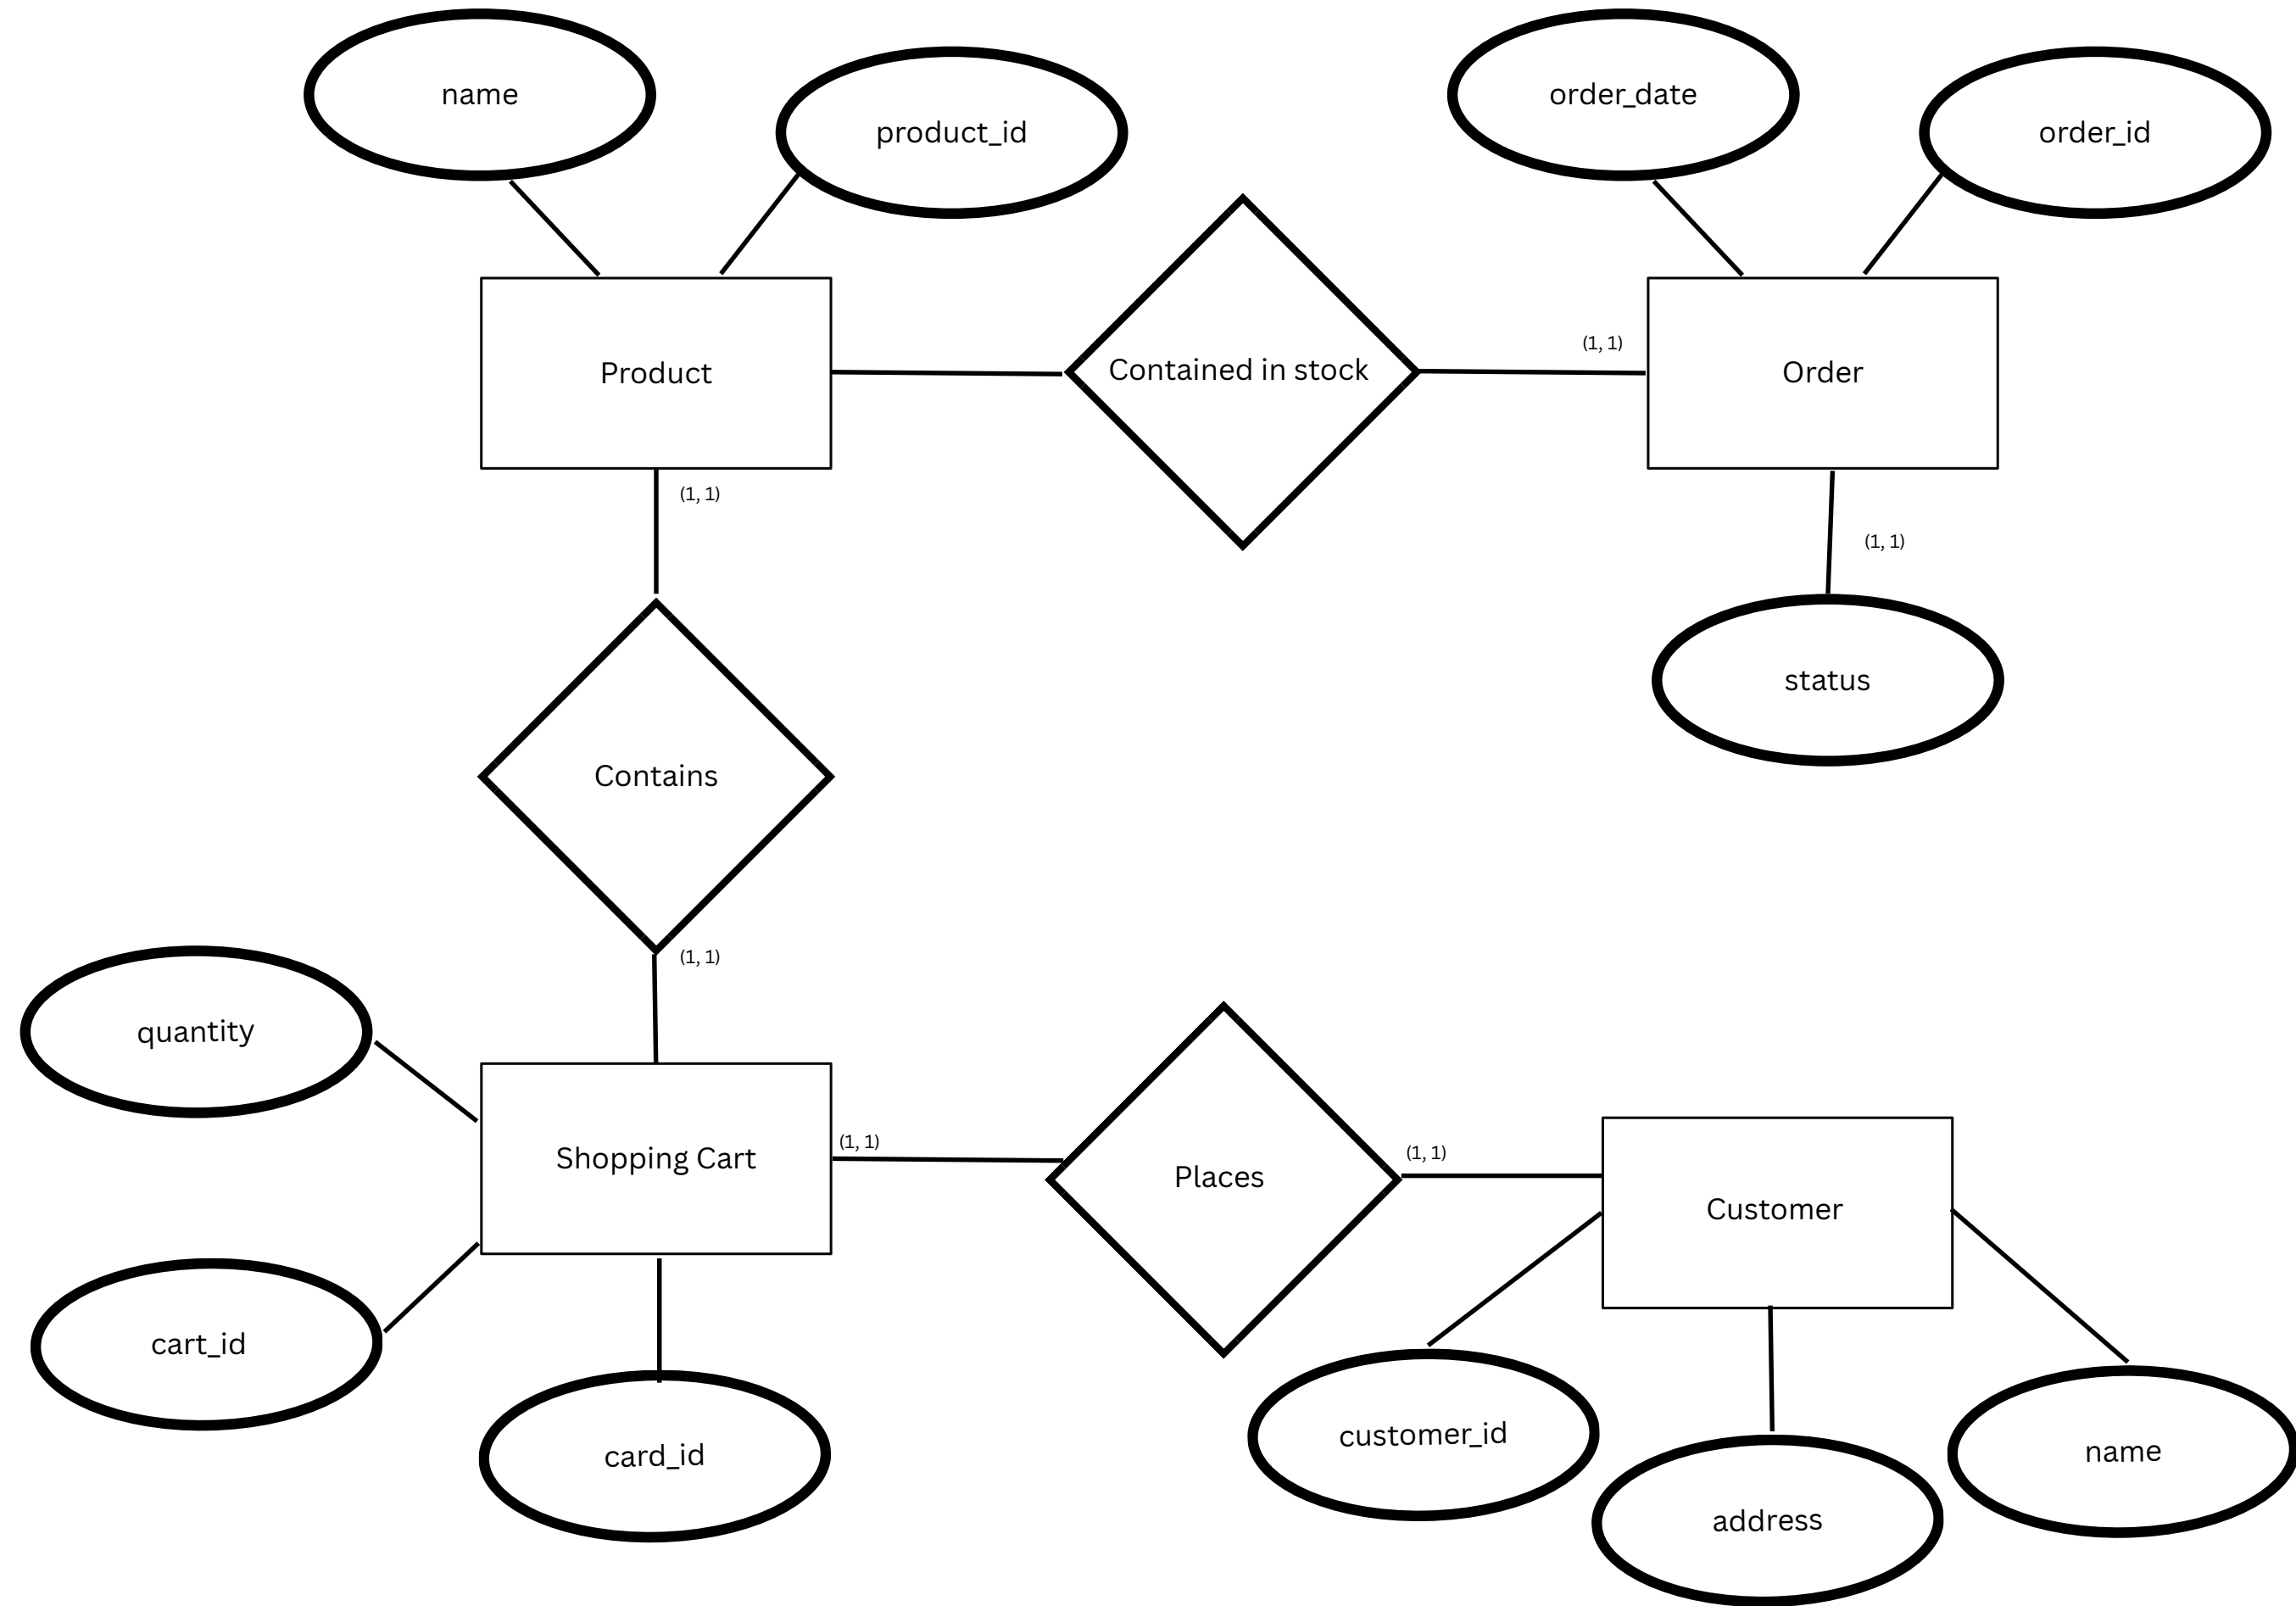 name
product_id
order_date
order_id
Product
Contained in stock
(1, 1)
Order
(1, 1)
(1, 1)
status
Contains
(1, 1)
quantity
Shopping Cart
(1, 1)
Places
(1, 1)
Customer
cart_id
card_id
customer_id
address
name